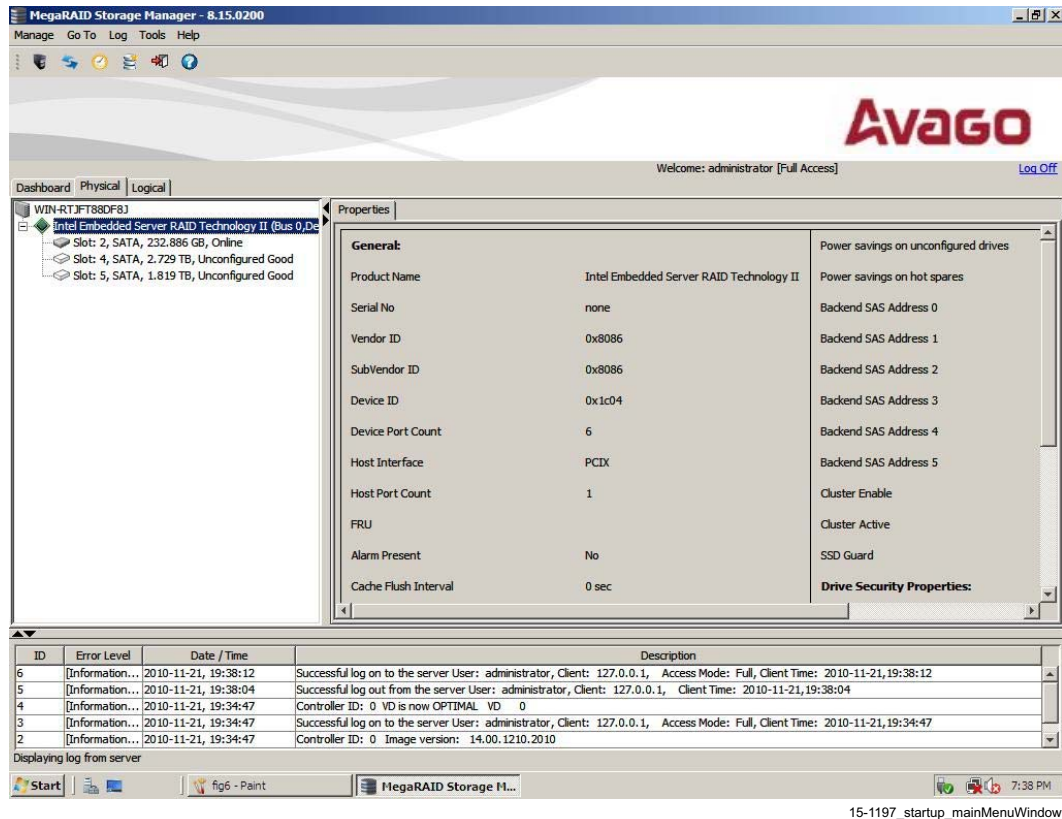 MegaRAID Storage Manager - 8.15.0200
Manage Go To Log Tools Help
AVAGO
Welcome: administrator [Full Access] Log Off
Dashboard Physical Logical
WIN-RTJFT88DF8J
Intel Embedded Server RAID Technology II (Bus 0,De
Slot: 2, SATA, 232.886 GB, Online
Slot: 4, SATA, 2.729 TB, Unconfigured Good
Slot: 5, SATA, 1.819 TB, Unconfigured Good
Properties
General: Power savings on unconfigured drives
Product Name Intel Embedded Server RAID Technology II Power savings on hot spares
Serial No none Backend SAS Address 0
Vendor ID 0x8086 Backend SAS Address 1
SubVendor ID 0x8086 Backend SAS Address 2
Device ID 0x1c04 Backend SAS Address 3
Device Port Count 6 Backend SAS Address 4
Host Interface PCIX Backend SAS Address 5
Host Port Count 1 Cluster Enable
FRU Cluster Active
Alarm Present No SSD Guard
Cache Flush Interval 0 sec Drive Security Properties:
ID Error Level Date / Time Description
6 [Information... 2010-11-21, 19:38:12 Successful log on to the server User: administrator, Client: 127.0.0.1, Access Mode: Full, Client Time: 2010-11-21,19:38:12
5 [Information... 2010-11-21, 19:38:04 Successful log out from the server User: administrator, Client: 127.0.0.1, Client Time: 2010-11-21,19:38:04
4 [Information... 2010-11-21, 19:34:47 Controller ID: 0 VD is now OPTIMAL VD 0
3 [Information... 2010-11-21, 19:34:47 Successful log on to the server User: administrator, Client: 127.0.0.1, Access Mode: Full, Client Time: 2010-11-21,19:34:47
2 [Information... 2010-11-21, 19:34:47 Controller ID: 0 Image version: 14.00.1210.2010
Displaying log from server
Start fig6 - Paint MegaRAID Storage M... 7:38 PM
15-1197_startup_mainMenuWindow